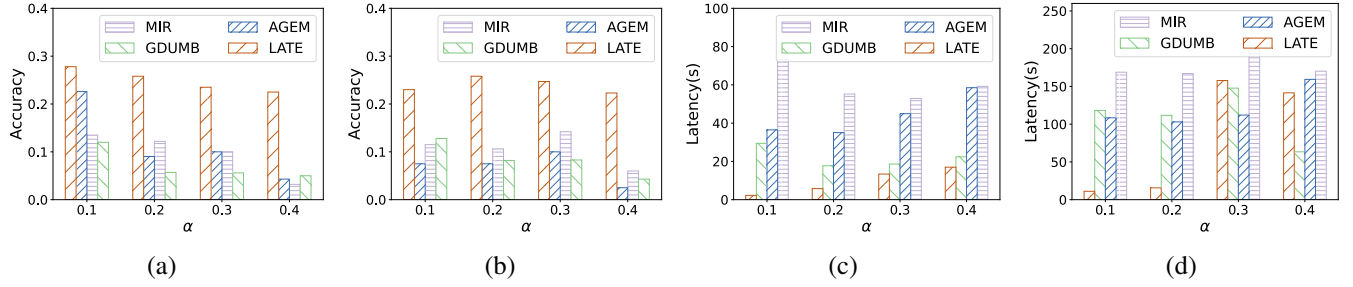 0.4
0.3
0.2
0.1
0.0
Accuracy
MIR
GDUMB
AGEM
LATE
0.1 0.2 0.3 0.4
α
(a)
0.4
0.3
0.2
0.1
0.0
Accuracy
MIR
GDUMB
AGEM
LATE
0.1 0.2 0.3 0.4
α
(b)
100
80
60
40
20
0
Latency(s)
MIR
GDUMB
AGEM
LATE
0.1 0.2 0.3 0.4
α
(c)
250
200
150
100
50
0
Latency(s)
MIR
GDUMB
AGEM
LATE
0.1 0.2 0.3 0.4
α
(d)